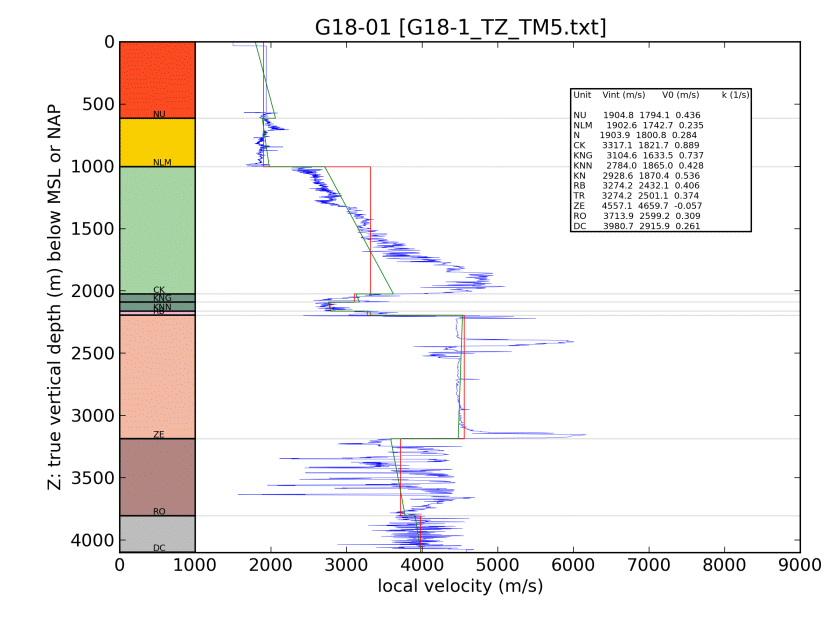 G18-01 [G18-1_TZ_TM5.txt]
Z: true vertical depth (m) below MSL or NAP
0
500
1000
1500
2000
2500
3000
3500
4000
NU
NLM
CK
KNG
KNN
ZE
RO
DC
Unit Vint (m/s) V0 (m/s) k (1/s)
NU 1904.8 1794.1 0.436
NLM 1902.6 1742.7 0.235
N 1903.9 1800.8 0.284
CK 3317.1 1821.7 0.889
KNG 3104.6 1633.5 0.737
KNN 2784.0 1865.0 0.428
KN 2928.6 1870.4 0.536
RB 3274.2 2432.1 0.406
TR 3274.2 2501.1 0.374
ZE 4557.1 4659.7 -0.057
RO 3713.9 2599.2 0.309
DC 3980.7 2915.9 0.261
0 1000 2000 3000 4000 5000 6000 7000 8000 9000
local velocity (m/s)